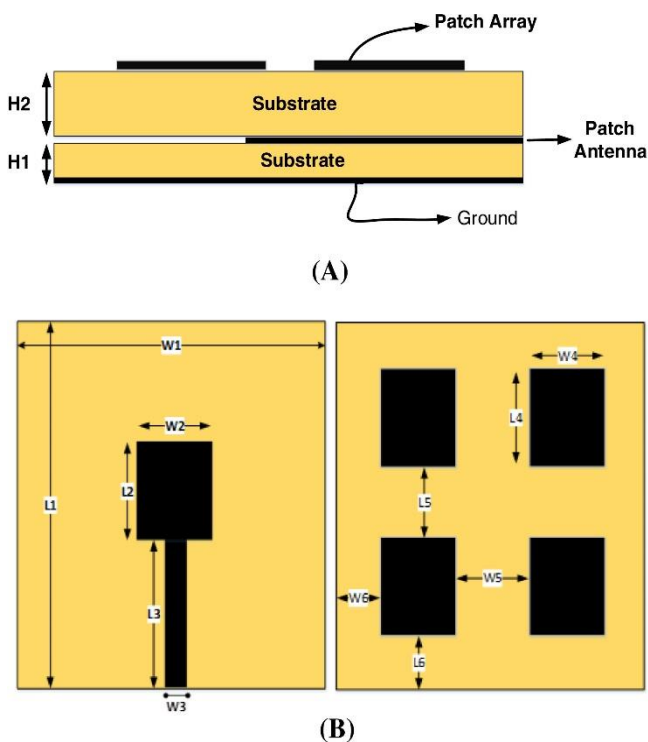 Patch Array
H2
Substrate
Patch
Antenna
H1
Substrate
Ground
(A)
W1
W2
L2
L1
L3
W3
W4
L4
L5
W5
W6
L6
(B)